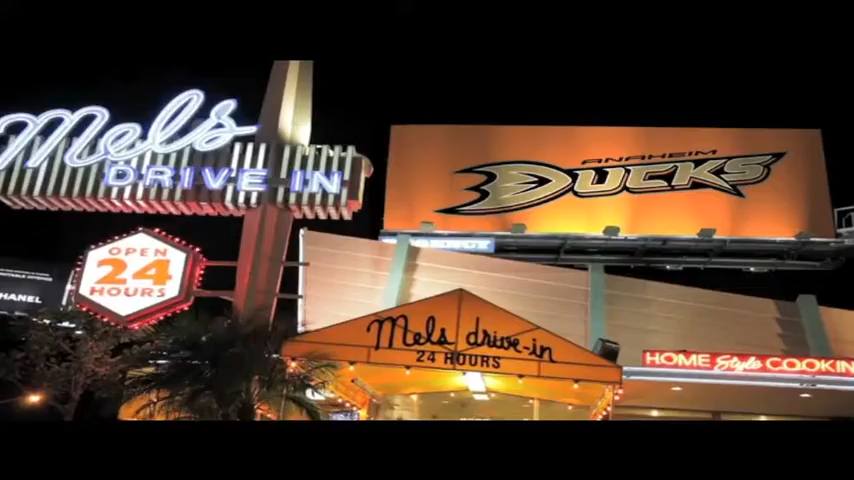 Mels
DRIVE IN
OPEN
24
HOURS
ANAHEIM
DUCKS
CHANEL
Mels drive-in
24 HOURS
HOME Style COOKIN